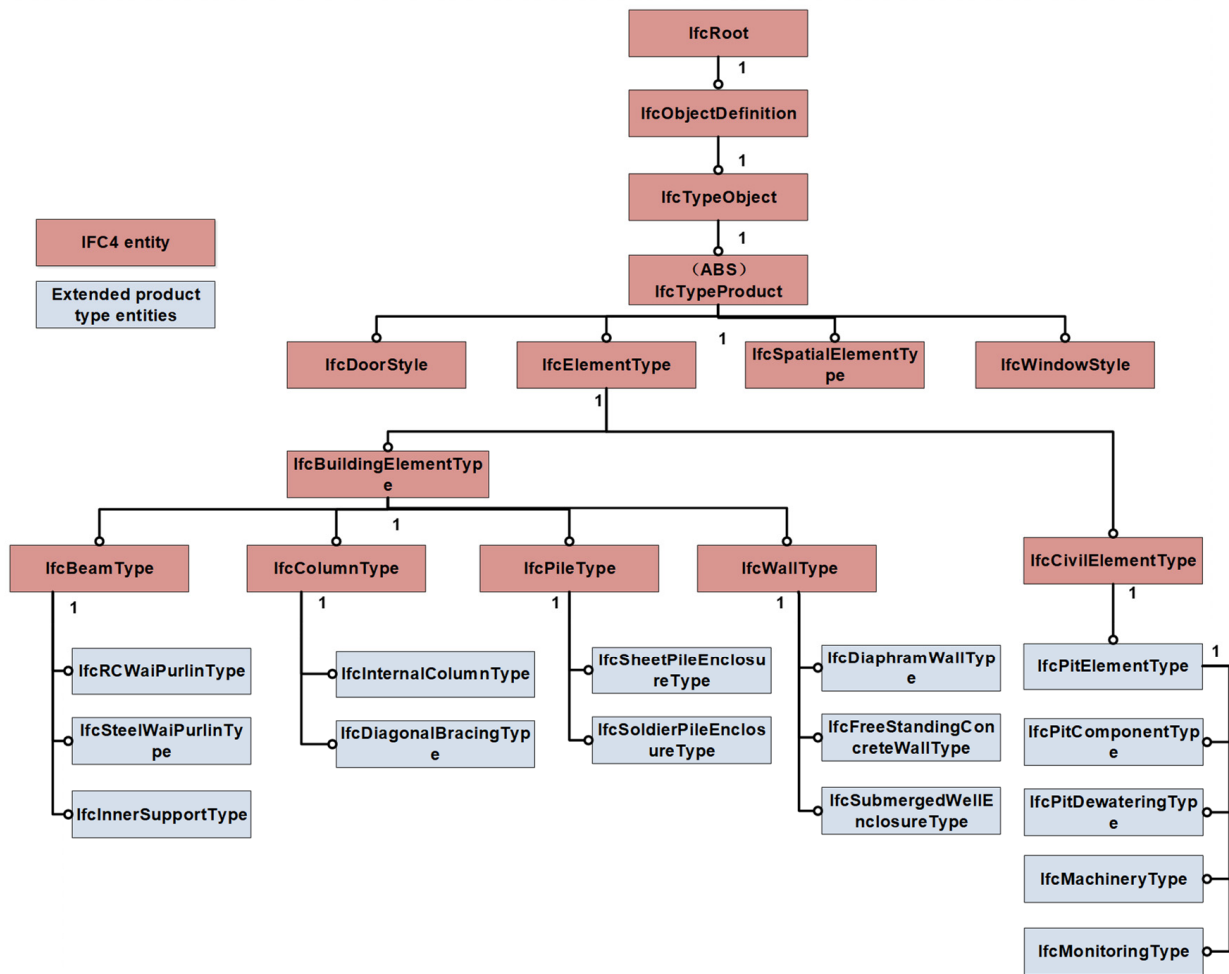 IfcRoot
1
IfcObjectDefinition
1
IfcTypeObject
1
IFC4 entity
（ABS）
IfcTypeProduct
Extended product
type entities
1
IfcDoorStyle
IfcElementType
IfcSpatialElementTy
pe
IfcWindowStyle
1
IfcBuildingElementTyp
e
1
IfcBeamType
IfcColumnType
IfcPileType
IfcWallType
IfcCivilElementType
1
1
1
1
1
IfcRCWaiPurlinType
IfcInternalColumnType
IfcSheetPileEnclosu
reType
IfcDiaphramWallTyp
e
IfcPitElementType
1
IfcSteelWaiPurlinTy
pe
IfcDiagonalBracingTyp
e
IfcSoldierPileEnclos
ureType
IfcFreeStandingCon
creteWallType
IfcPitComponentTyp
e
IfcInnerSupportType
IfcSubmergedWellE
nclosureType
IfcPitDewateringTyp
e
IfcMachineryType
IfcMonitoringType